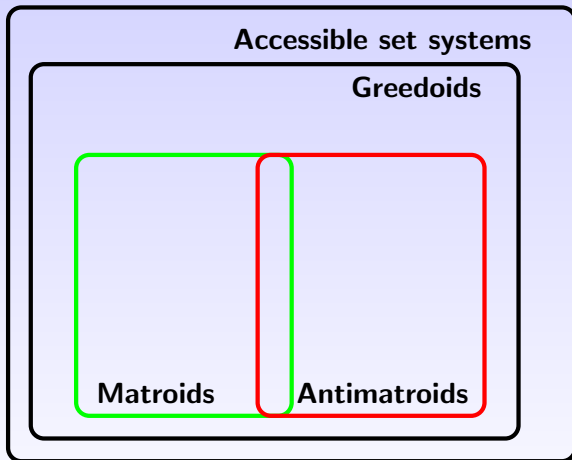 Accessible set systems
Greedoids
Matroids
Antimatroids